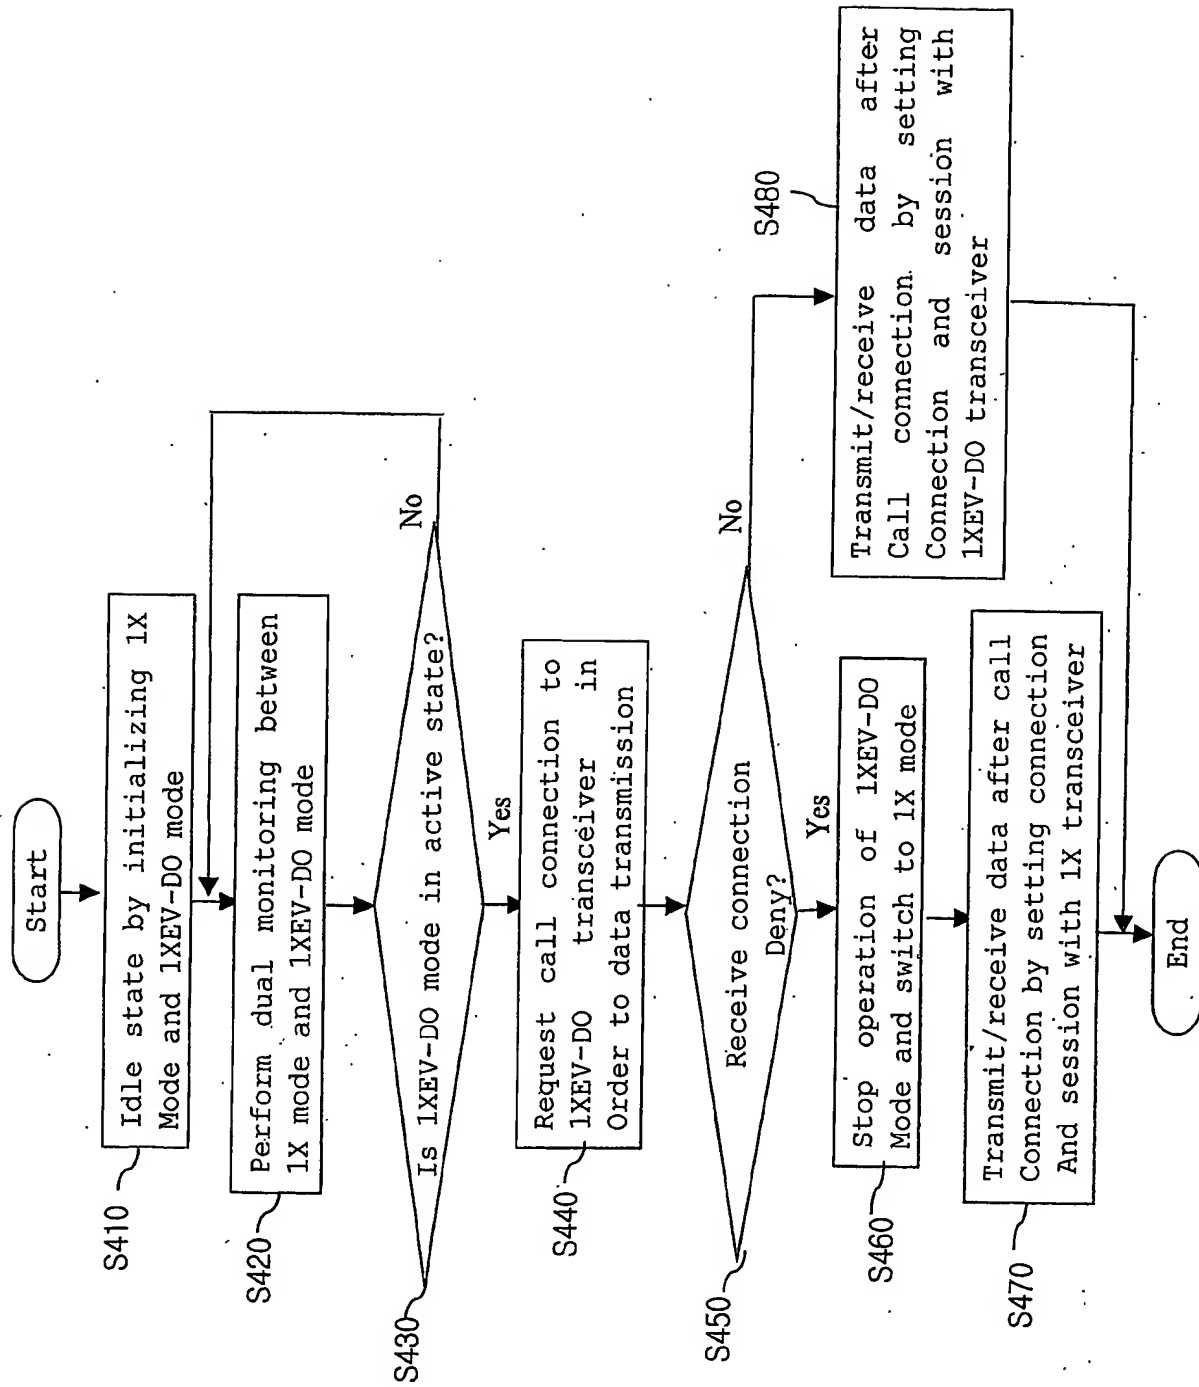 Start
S410
Idle state by initializing 1X
Mode and 1XEV-DO mode
S420
Perform dual monitoring between
1X mode and 1XEV-DO mode
S430
Is 1XEV-DO mode in active state?
No
Yes
S440
Request call connection to
1XEV-DO transceiver in
Order to data transmission
S450
Receive connection
Deny?
No
Yes
S460
Stop operation of 1XEV-DO
Mode and switch to 1X mode
S470
Transmit/receive data after call
Connection by setting connection
And session with 1X transceiver
S480
Transmit/receive data after
Call connection by setting
Connection and session with
1XEV-DO transceiver
End